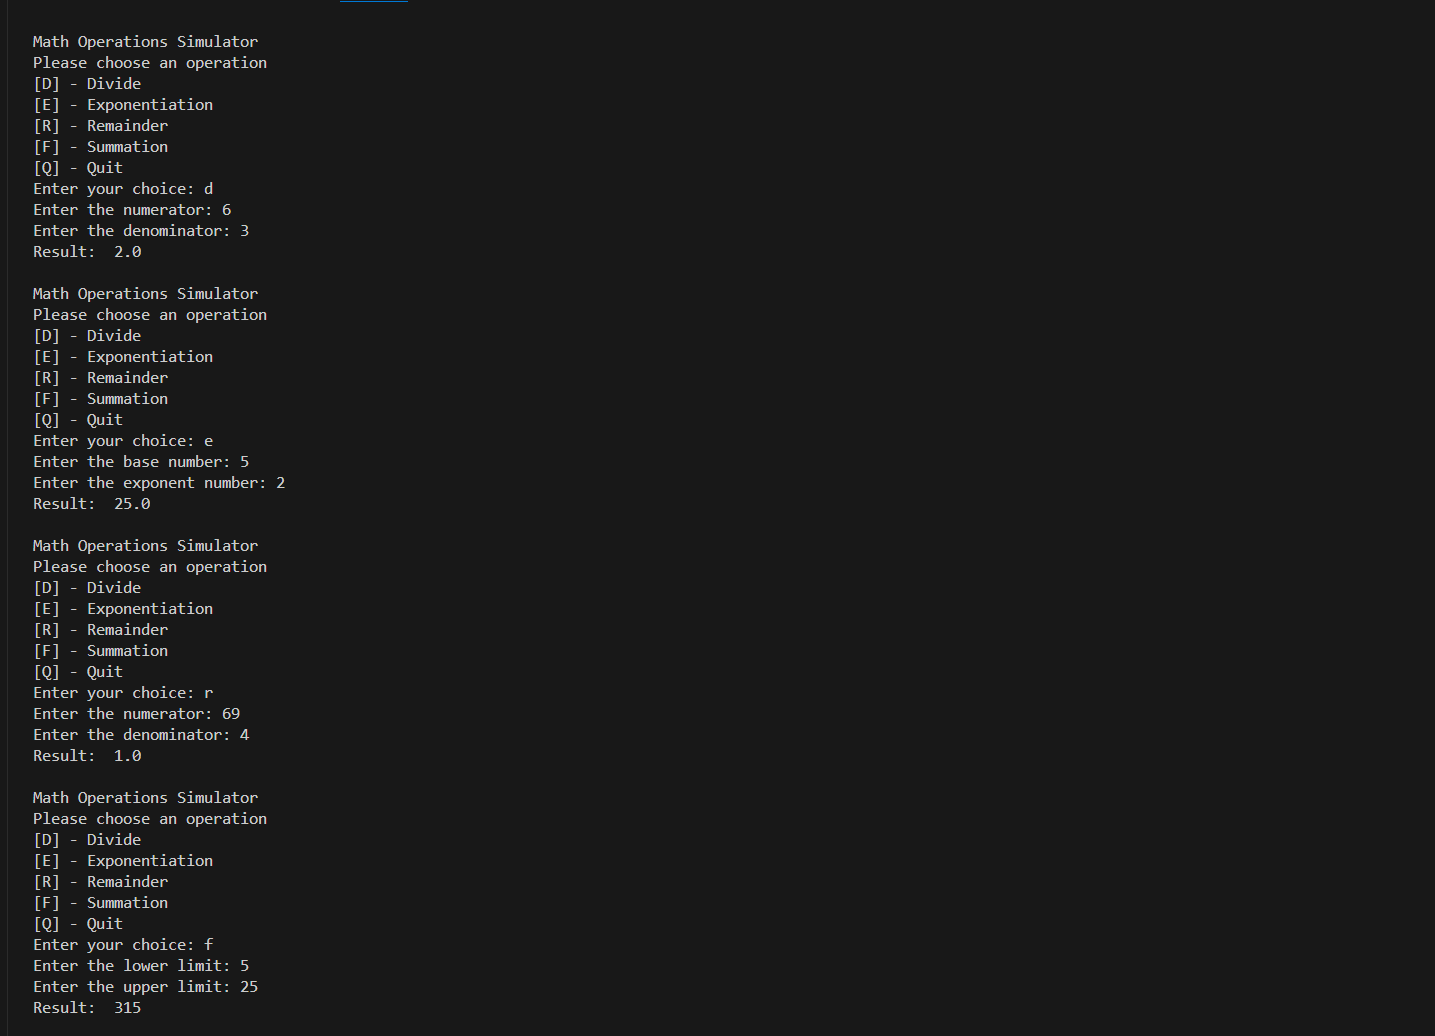 Math Operations Simulator
Please choose an operation
[D] - Divide
[E] - Exponentiation
[R] - Remainder
[F] - Summation
[Q] - Quit
Enter your choice: d
Enter the numerator: 6
Enter the denominator: 3
Result:  2.0

Math Operations Simulator
Please choose an operation
[D] - Divide
[E] - Exponentiation
[R] - Remainder
[F] - Summation
[Q] - Quit
Enter your choice: e
Enter the base number: 5
Enter the exponent number: 2
Result:  25.0

Math Operations Simulator
Please choose an operation
[D] - Divide
[E] - Exponentiation
[R] - Remainder
[F] - Summation
[Q] - Quit
Enter your choice: r
Enter the numerator: 69
Enter the denominator: 4
Result:  1.0

Math Operations Simulator
Please choose an operation
[D] - Divide
[E] - Exponentiation
[R] - Remainder
[F] - Summation
[Q] - Quit
Enter your choice: f
Enter the lower limit: 5
Enter the upper limit: 25
Result:  315